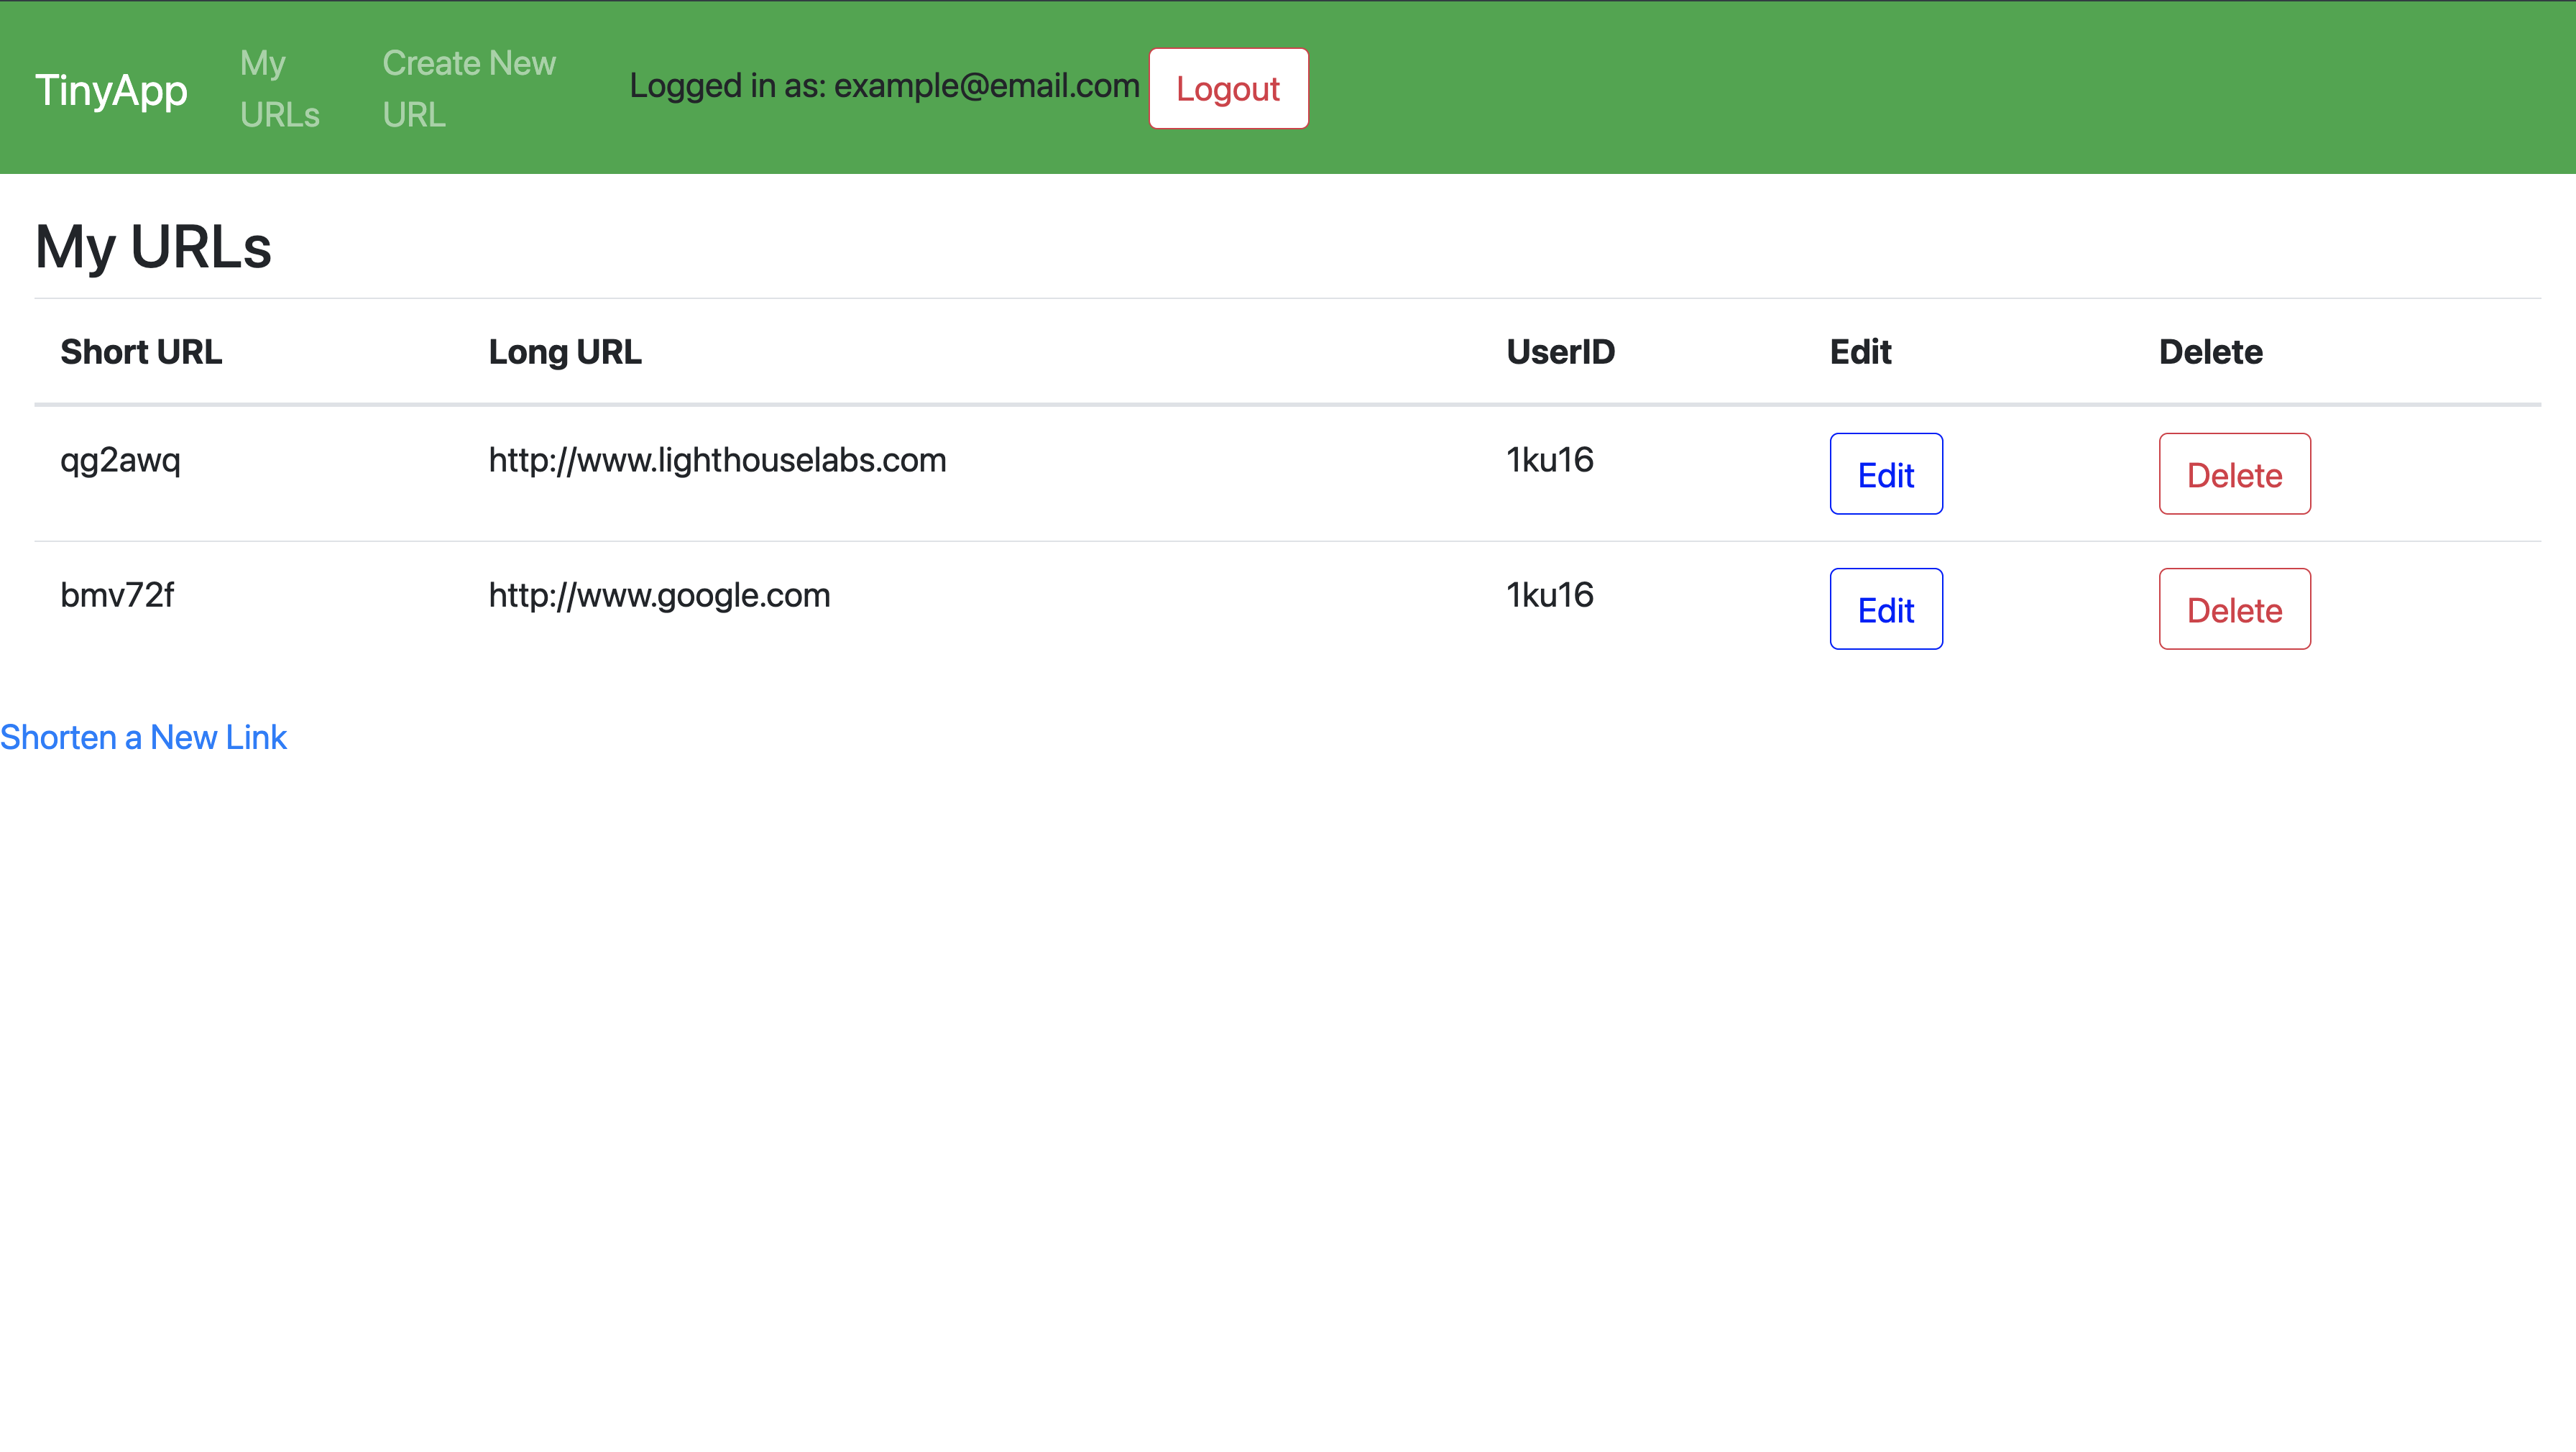 TinyApp
My URLs
Create New URL
Logged in as: example@email.com Logout
My URLs
Short URL Long URL UserID Edit Delete
qg2awq http://www.lighthouselabs.com 1ku16 Edit Delete
bmv72f http://www.google.com 1ku16 Edit Delete
Shorten a New Link